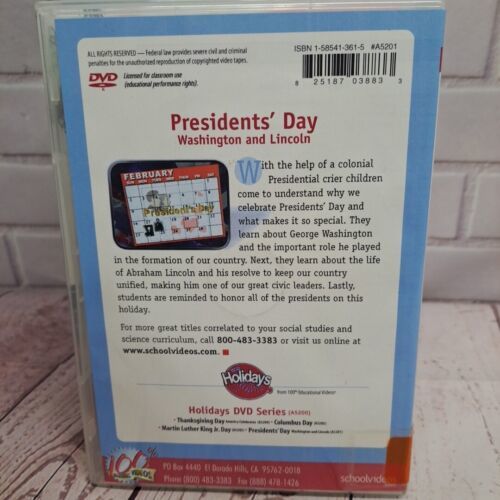 ALL RIGHTS RESERVED — Federal law provides severe civil and criminal
penalties for the unauthorized reproduction of copyrighted video tapes.
DVD Licensed for classroom use
(educational performance rights).
ISBN 1-58541-361-5 #A5201
8 25187 03883 3
Presidents' Day
Washington and Lincoln
FEBRUARY
President's Day
With the help of a colonial
Presidential crier children
come to understand why we
celebrate Presidents' Day and
what makes it so special. They
learn about George Washington
and the important role he played
in the formation of our country. Next, they learn about the life
of Abraham Lincoln and his resolve to keep our country
unified, making him one of our great civic leaders. Lastly,
students are reminded to honor all of the presidents on this
holiday.
For more great titles correlated to your social studies and
science curriculum, call 800-483-3383 or visit us online at
www.schoolvideos.com.
Holidays
from 100% Educational Videos
Holidays DVD Series (A5200)
• Thanksgiving Day • Columbus Day
• Martin Luther King Jr. Day • Presidents' Day Washington and Lincoln (A5201)
100%
VIDEOS
PO Box 4440 El Dorado Hills, CA 95762-0018
Phone (800) 483-3383 Fax (888) 478-1426
schoolvideos